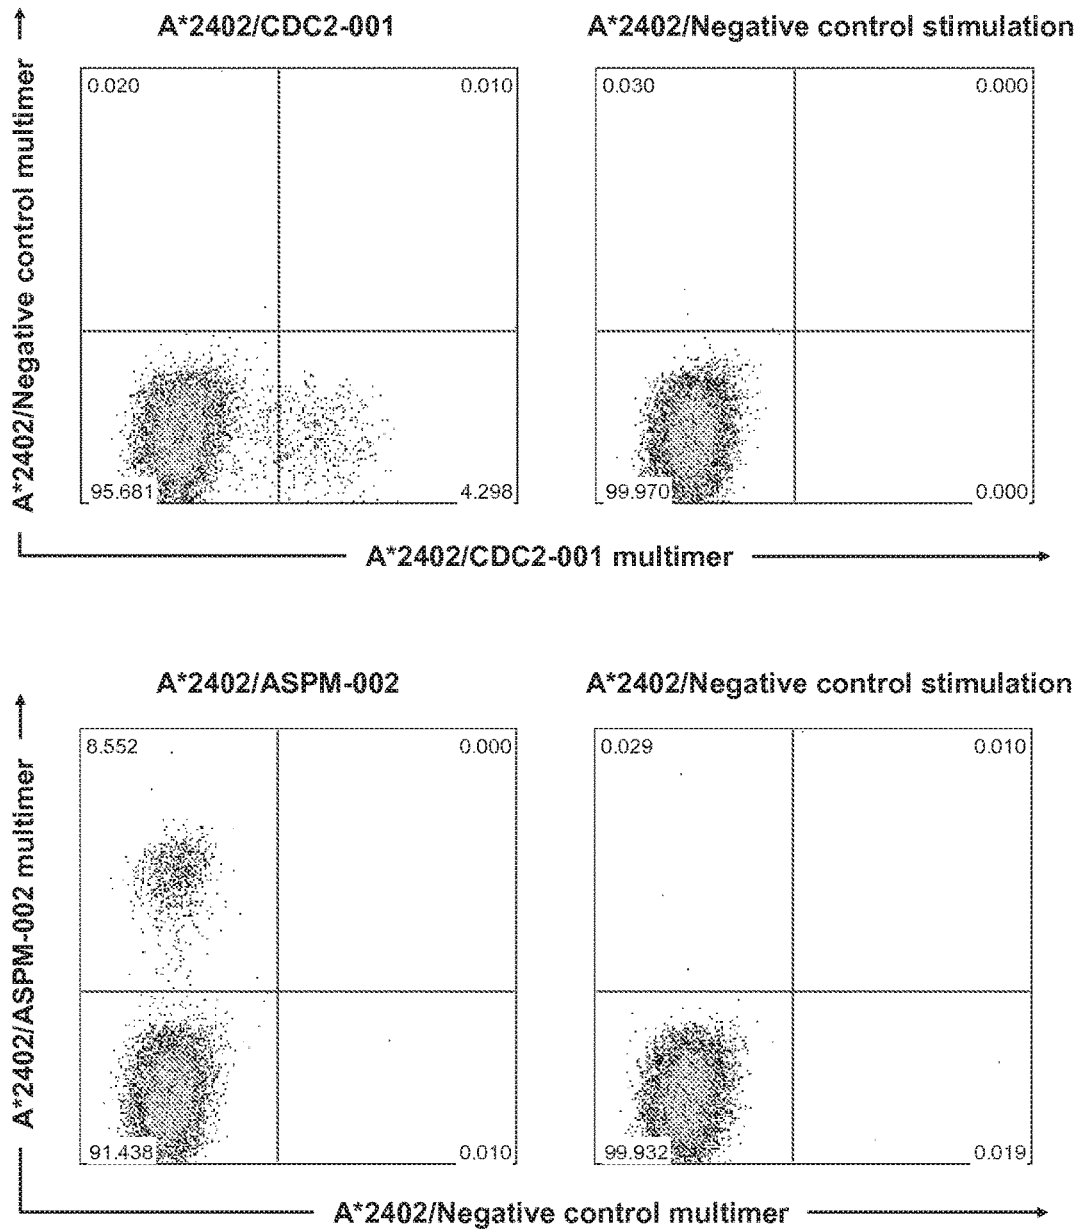 A*2402/CDC2-001
A*2402/Negative control stimulation
A*2402/Negative control multimer
0.020
0.010
95.681
4.298
0.030
0.000
99.970
0.000
A*2402/CDC2-001 multimer
A*2402/ASPM-002
A*2402/Negative control stimulation
A*2402/ASPM-002 multimer
8.552
0.000
91.438
0.010
0.029
0.010
99.932
0.019
A*2402/Negative control multimer